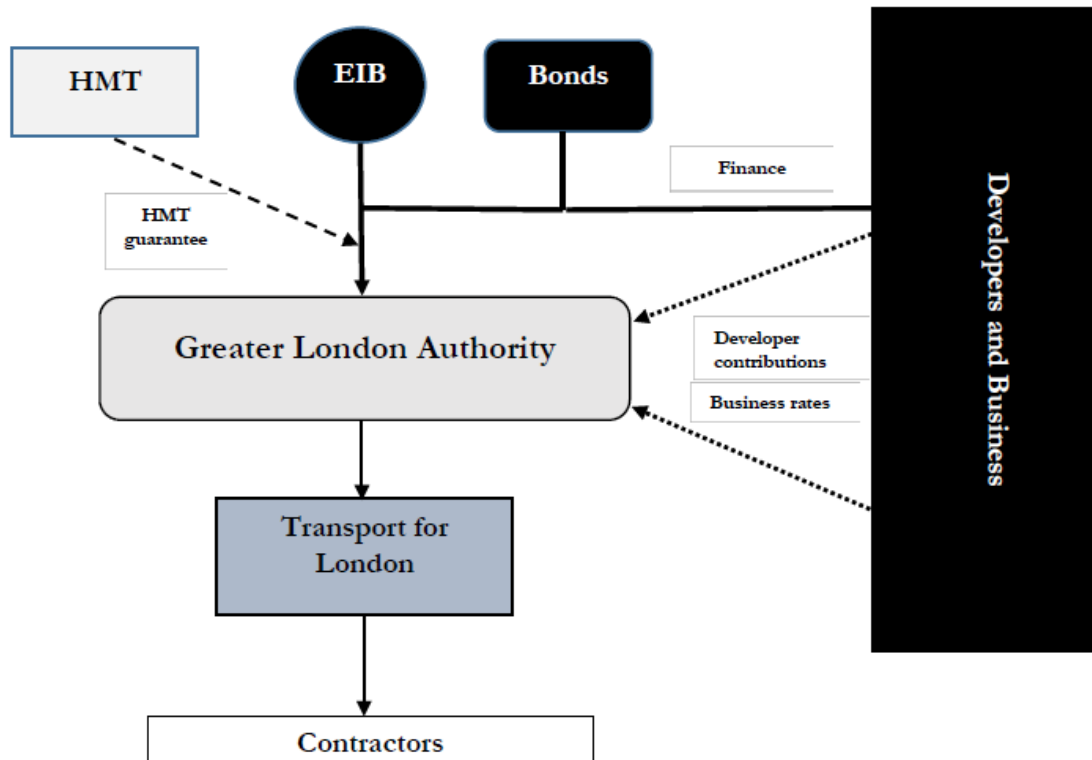 HMT
EIB
Bonds
Finance
HMT
guarantee
Developers and Business
Greater London Authority
Developer
contributions
Business rates
Transport for
London
Contractors